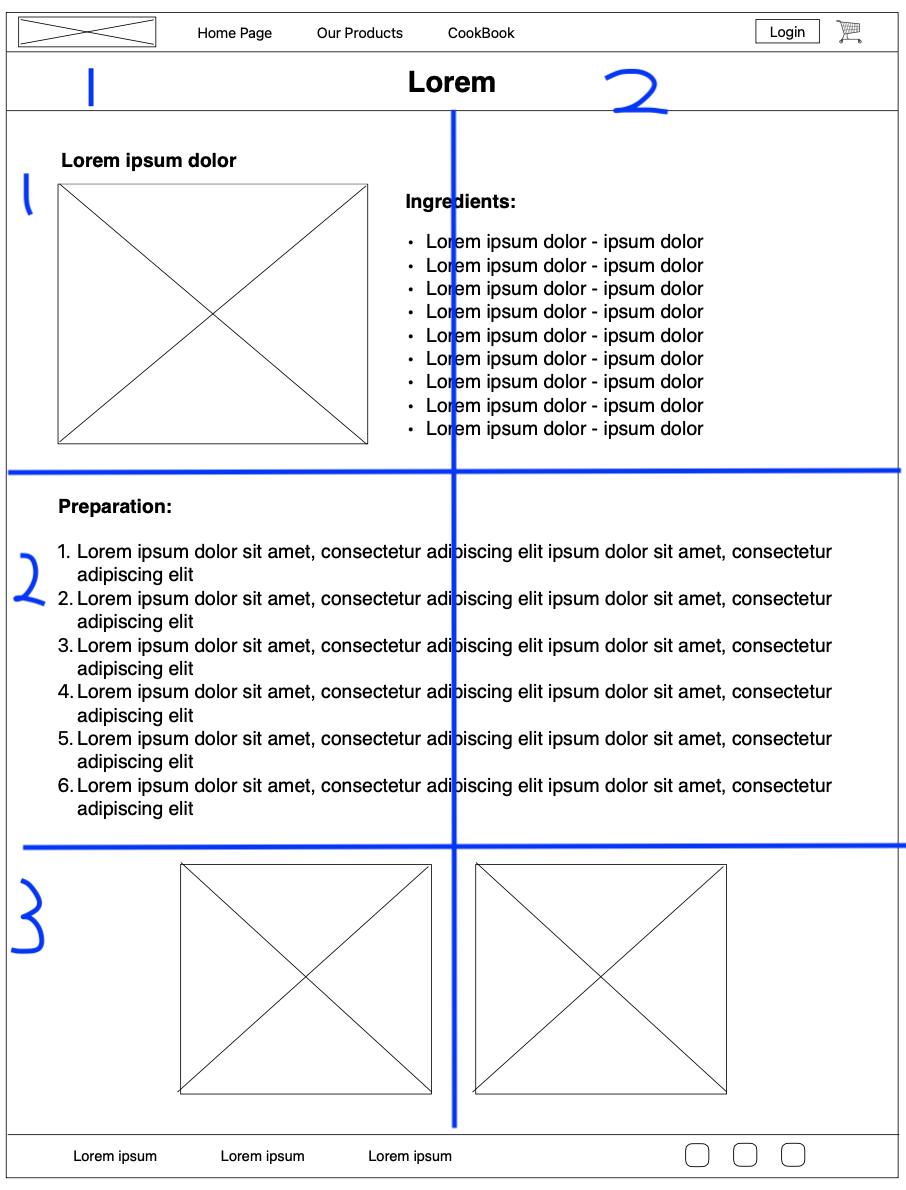 Home Page Our Products CookBook Login
1 Lorem 2
Lorem ipsum dolor
1
Ingredients:
• Lorem ipsum dolor - ipsum dolor
• Lorem ipsum dolor - ipsum dolor
• Lorem ipsum dolor - ipsum dolor
• Lorem ipsum dolor - ipsum dolor
• Lorem ipsum dolor - ipsum dolor
• Lorem ipsum dolor - ipsum dolor
• Lorem ipsum dolor - ipsum dolor
• Lorem ipsum dolor - ipsum dolor
• Lorem ipsum dolor - ipsum dolor
Preparation:
2
1. Lorem ipsum dolor sit amet, consectetur adipiscing elit ipsum dolor sit amet, consectetur
adipiscing elit
2. Lorem ipsum dolor sit amet, consectetur adipiscing elit ipsum dolor sit amet, consectetur
adipiscing elit
3. Lorem ipsum dolor sit amet, consectetur adipiscing elit ipsum dolor sit amet, consectetur
adipiscing elit
4. Lorem ipsum dolor sit amet, consectetur adipiscing elit ipsum dolor sit amet, consectetur
adipiscing elit
5. Lorem ipsum dolor sit amet, consectetur adipiscing elit ipsum dolor sit amet, consectetur
adipiscing elit
6. Lorem ipsum dolor sit amet, consectetur adipiscing elit ipsum dolor sit amet, consectetur
adipiscing elit
3
Lorem ipsum Lorem ipsum Lorem ipsum